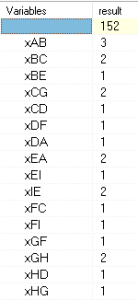 Variables result
152
xAB 3
xBC 2
xBE 1
xCG 2
xCD 1
xDF 1
xDA 1
xEA 2
xEI 1
xIE 2
xFC 1
xFI 1
xGF 1
xGH 2
xHD 1
xHG 1